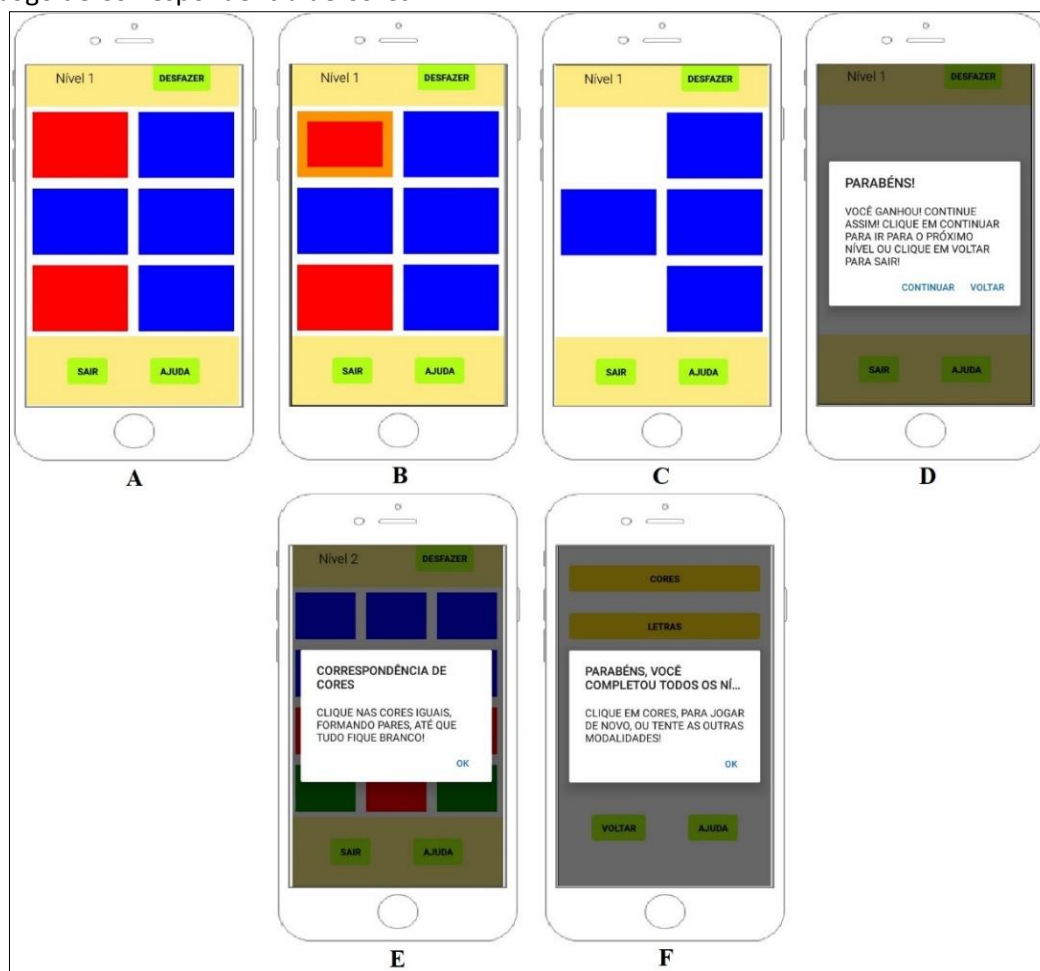 Jogo de correspondência de cores
Nível 1
DESFAZER
SAIR
AJUDA
A
Nível 1
DESFAZER
SAIR
AJUDA
B
Nível 1
DESFAZER
SAIR
AJUDA
C
Nível 1
DESFAZER
PARABÉNS!
VOCÊ GANHOU! CONTINUE
ASSIM! CLIQUE EM CONTINUAR
PARA IR PARA O PRÓXIMO
NÍVEL OU CLIQUE EM VOLTAR
PARA SAIR!
CONTINUAR VOLTAR
SAIR
AJUDA
D
Nível 2
DESFAZER
CORRESPONDÊNCIA DE
CORES
CLIQUE NAS CORES IGUAIS,
FORMANDO PARES, ATÉ QUE
TUDO FIQUE BRANCO!
OK
SAIR
AJUDA
E
CORES
LETRAS
PARABÉNS, VOCÊ
COMPLETOU TODOS OS NÍ...
CLIQUE EM CORES, PARA JOGAR
DE NOVO, OU TENTE AS OUTRAS
MODALIDADES!
OK
VOLTAR
AJUDA
F